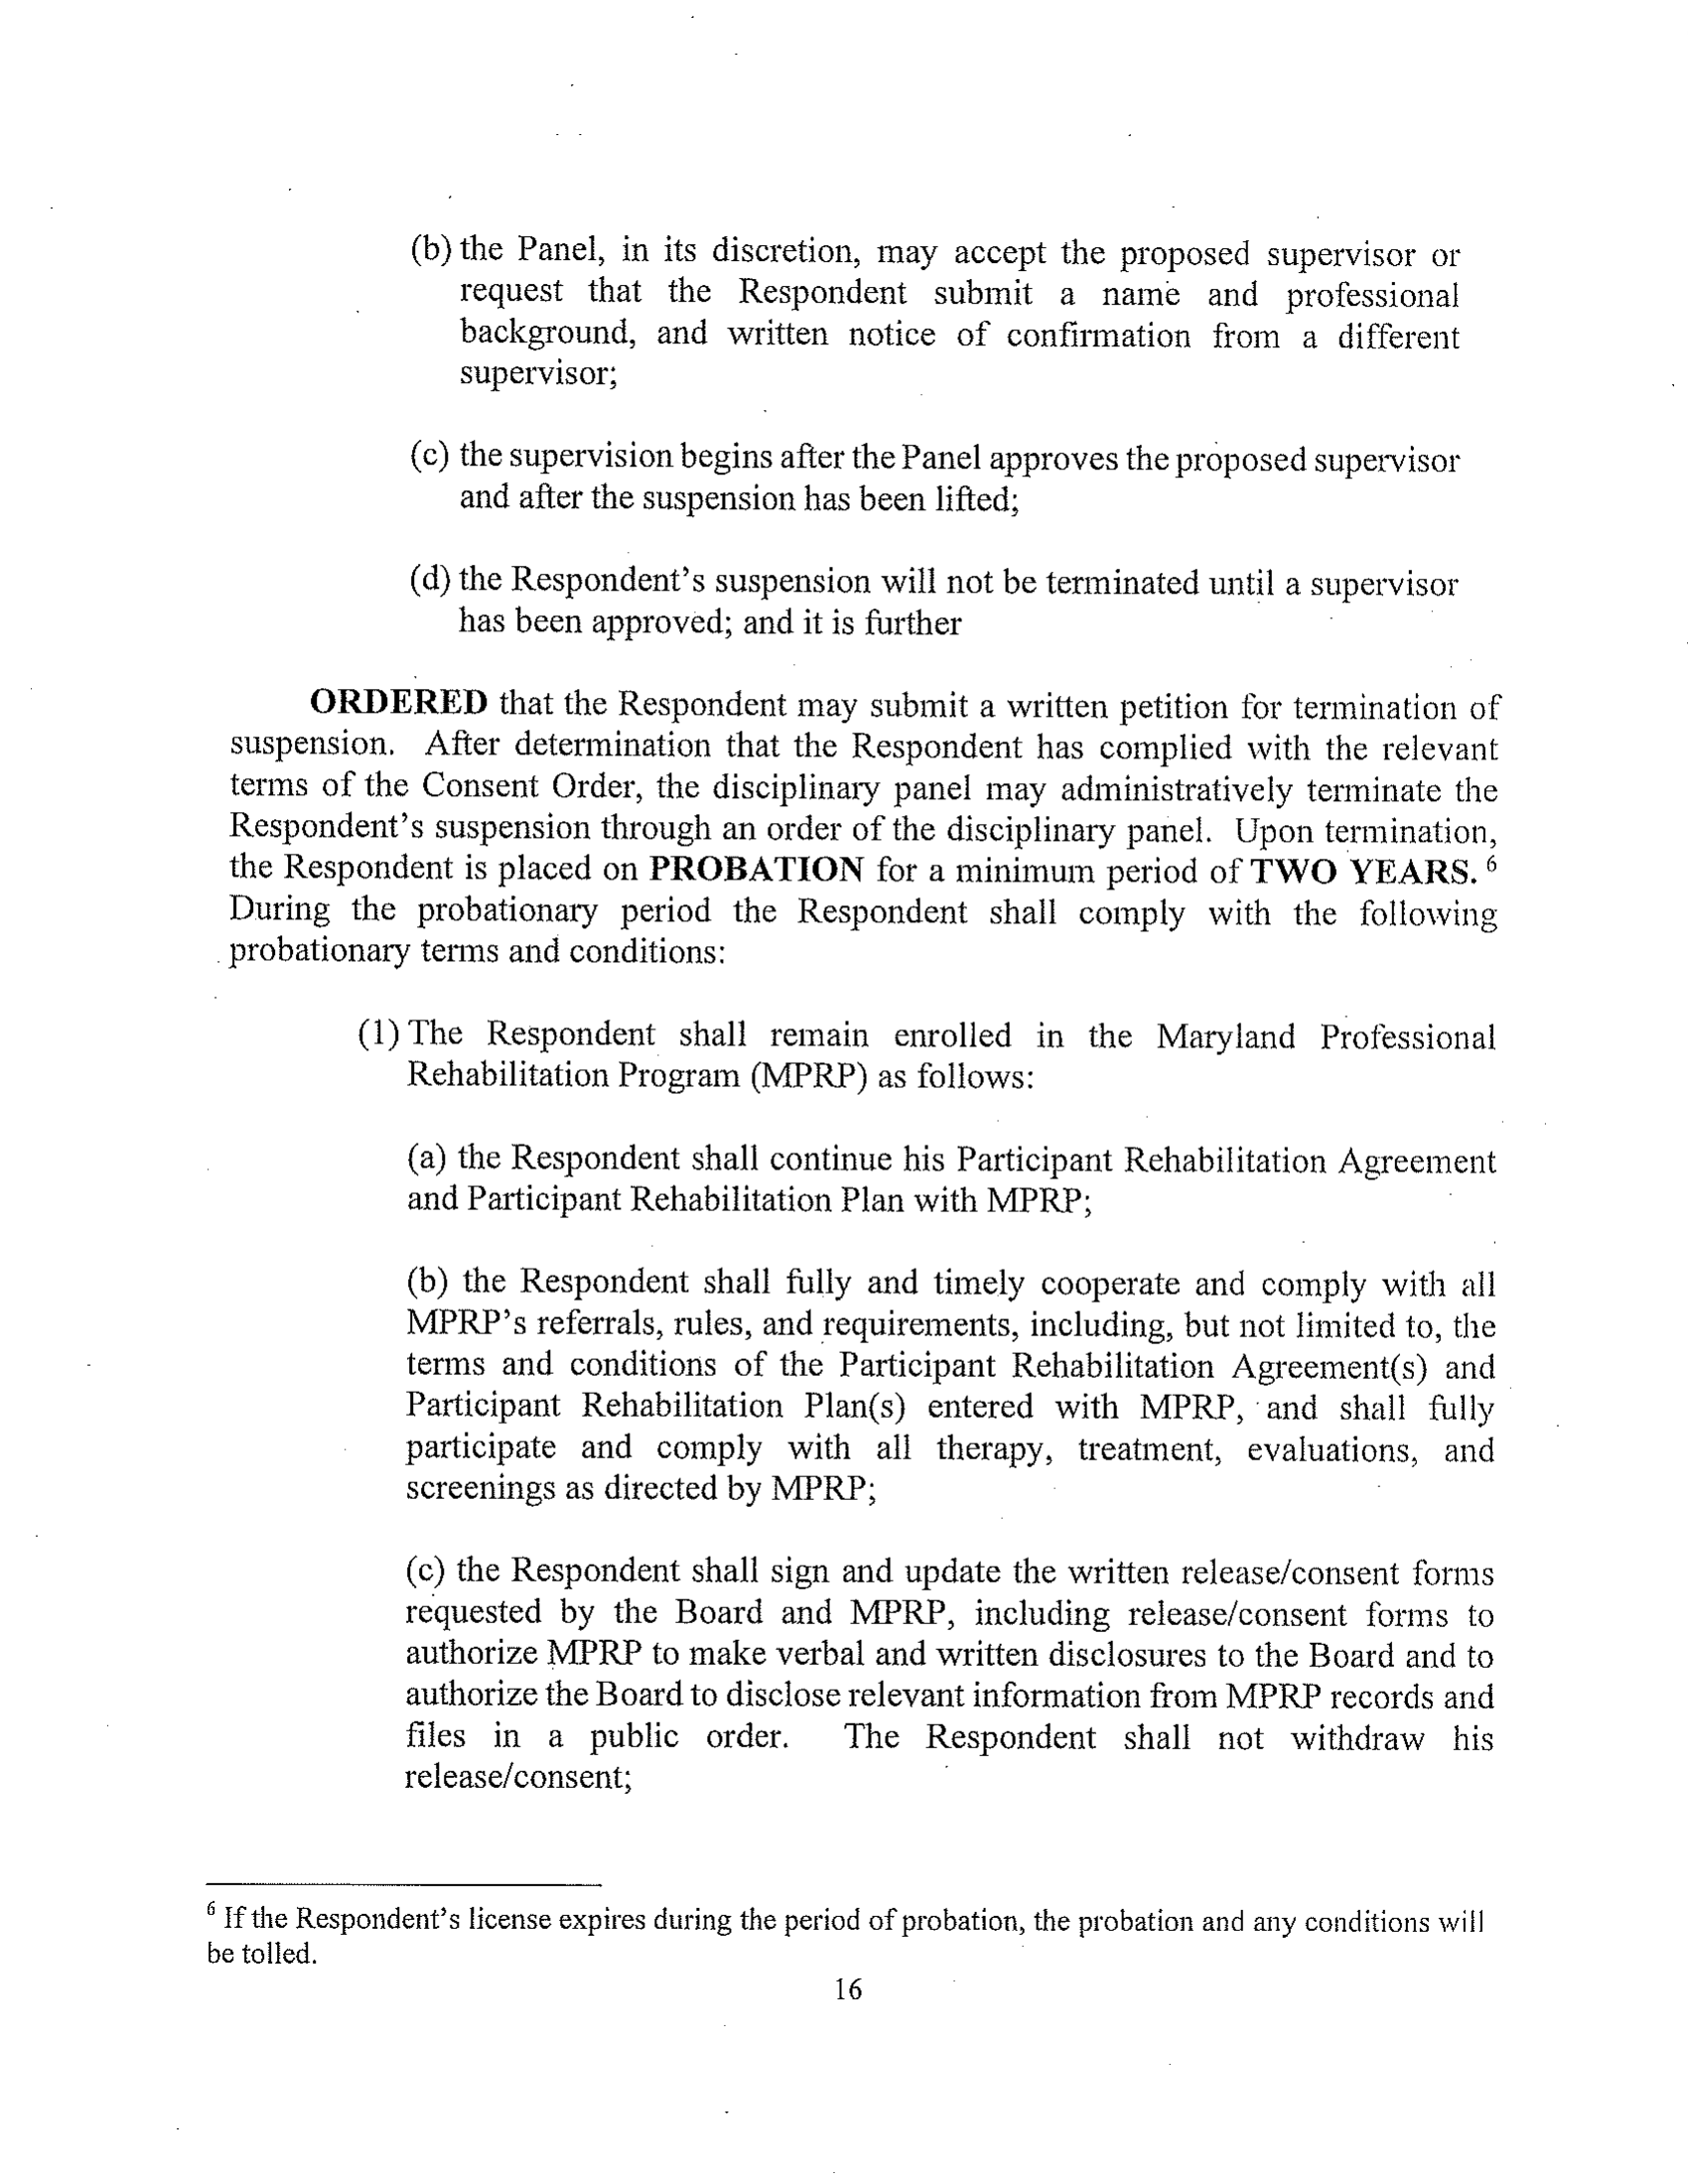 (b) the Panel, in its discretion, may accept the proposed supervisor or
request that the Respondent submit a name and professional
background, and written notice of confirmation from a different
supervisor;
(c) the supervision begins after the Panel approves the proposed supervisor
and after the suspension has been lifted;
(d) the Respondent's suspension will not be terminated until a supervisor
has been approved; and it is further
ORDERED that the Respondent may submit a written petition for termination of
suspension. After determination that the Respondent has complied with the relevant
terms of the Consent Order, the disciplinary panel may administratively terminate the
Respondent's suspension through an order of the disciplinary panel. Upon termination,
the Respondent is placed on PROBATION for a minimum period of TWO YEARS. 6
During the probationary period the Respondent shall comply with the following
probationary terms and conditions:
(1) The Respondent shall remain enrolled in the Maryland Professional
Rehabilitation Program (MPRP) as follows:
(a) the Respondent shall continue his Participant Rehabilitation Agreement
and Participant Rehabilitation Plan with MPRP;
(b) the Respondent shall fully and timely cooperate and comply with all
MPRP's referrals, rules, and requirements, including, but not limited to, the
terms and conditions of the Participant Rehabilitation Agreement(s) and
Participant Rehabilitation Plan(s) entered with MPRP, and shall fully
participate and comply with all therapy, treatment, evaluations, and
screenings as directed by MPRP;
(c) the Respondent shall sign and update the written release/consent forms
requested by the Board and MPRP, including release/consent forms to
authorize MPRP to make verbal and written disclosures to the Board and to
authorize the Board to disclose relevant information from MPRP records and
files in a public order. The Respondent shall not withdraw his
release/consent;
6 If the Respondent's license expires during the period of probation, the probation and any conditions will
be tolled.
16